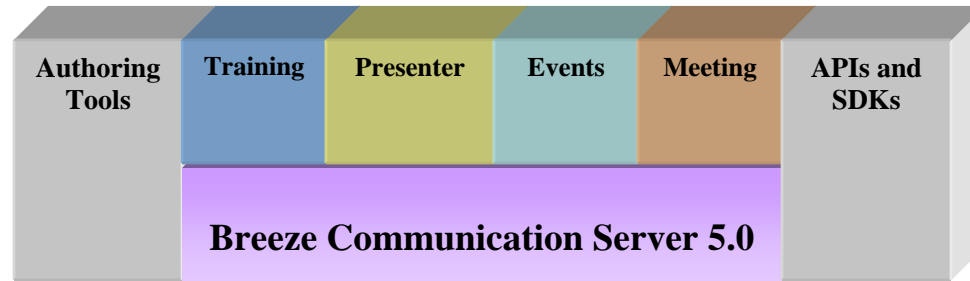 Authoring
Tools
Training
Presenter
Events
Meeting
APIs and
SDKs
Breeze Communication Server 5.0